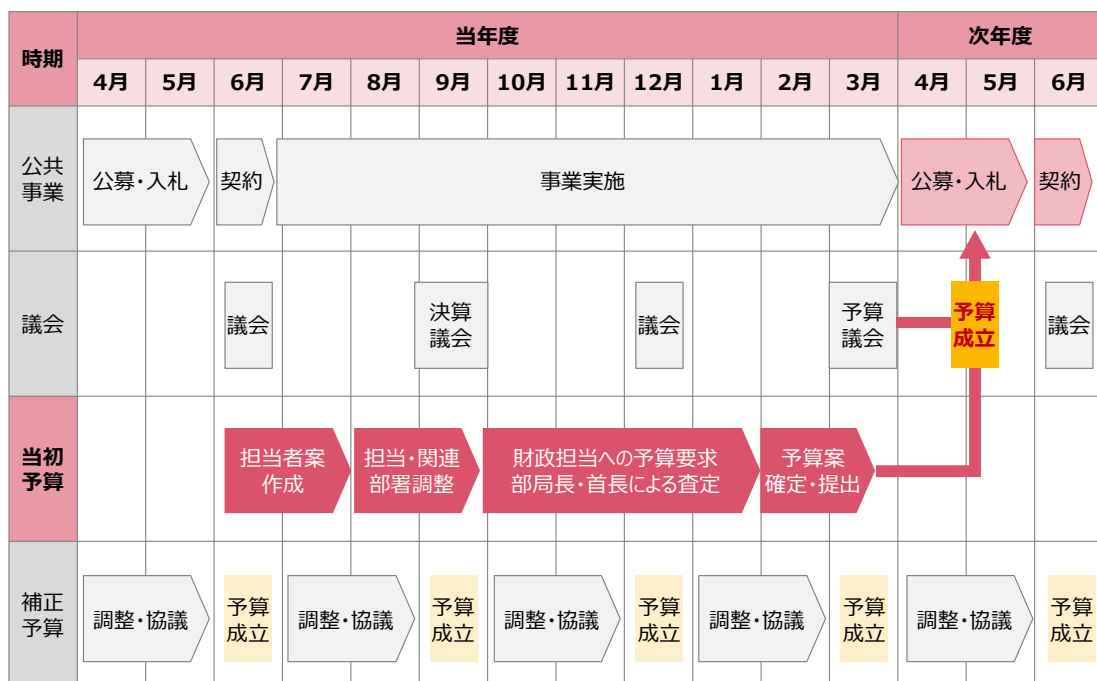 時期
当年度
次年度
4月 5月 6月 7月 8月 9月 10月 11月 12月 1月 2月 3月 4月 5月 6月
公共
事業
公募・入札
契約
事業実施
公募・入札
契約
議会
議会
決算
議会
議会
予算
議会
予算
成立
議会
当初
予算
担当者案
作成
担当・関連
部署調整
財政担当への予算要求
部局長・首長による査定
予算案
確定・提出
補正
予算
調整・協議
予算
成立
調整・協議
予算
成立
調整・協議
予算
成立
調整・協議
予算
成立
調整・協議
予算
成立